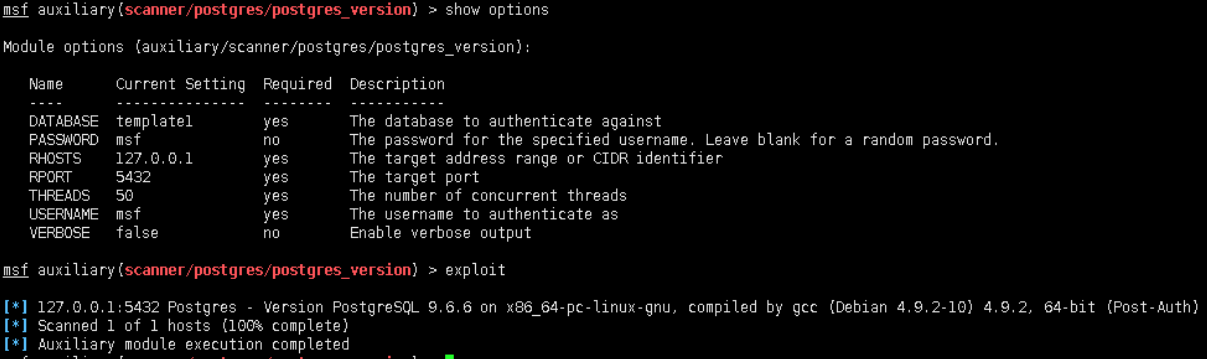 msf auxiliary(scanner/postgres/postgres_version) > show options
Module options (auxiliary/scanner/postgres/postgres_version):
Name Current Setting Required Description
---- --------------- -------- -----------
DATABASE template1 yes The database to authenticate against
PASSWORD msf no The password for the specified username. Leave blank for a random password.
RHOSTS 127.0.0.1 yes The target address range or CIDR identifier
RPORT 5432 yes The target port
THREADS 50 yes The number of concurrent threads
USERNAME msf yes The username to authenticate as
VERBOSE false no Enable verbose output
msf auxiliary(scanner/postgres/postgres_version) > exploit
[*] 127.0.0.1:5432 Postgres - Version PostgreSQL 9.6.6 on x86_64-pc-linux-gnu, compiled by gcc (Debian 4.9.2-10) 4.9.2, 64-bit (Post-Auth)
[*] Scanned 1 of 1 hosts (100% complete)
[*] Auxiliary module execution completed
msf auxiliary(scanner/postgres/postgres_version) >